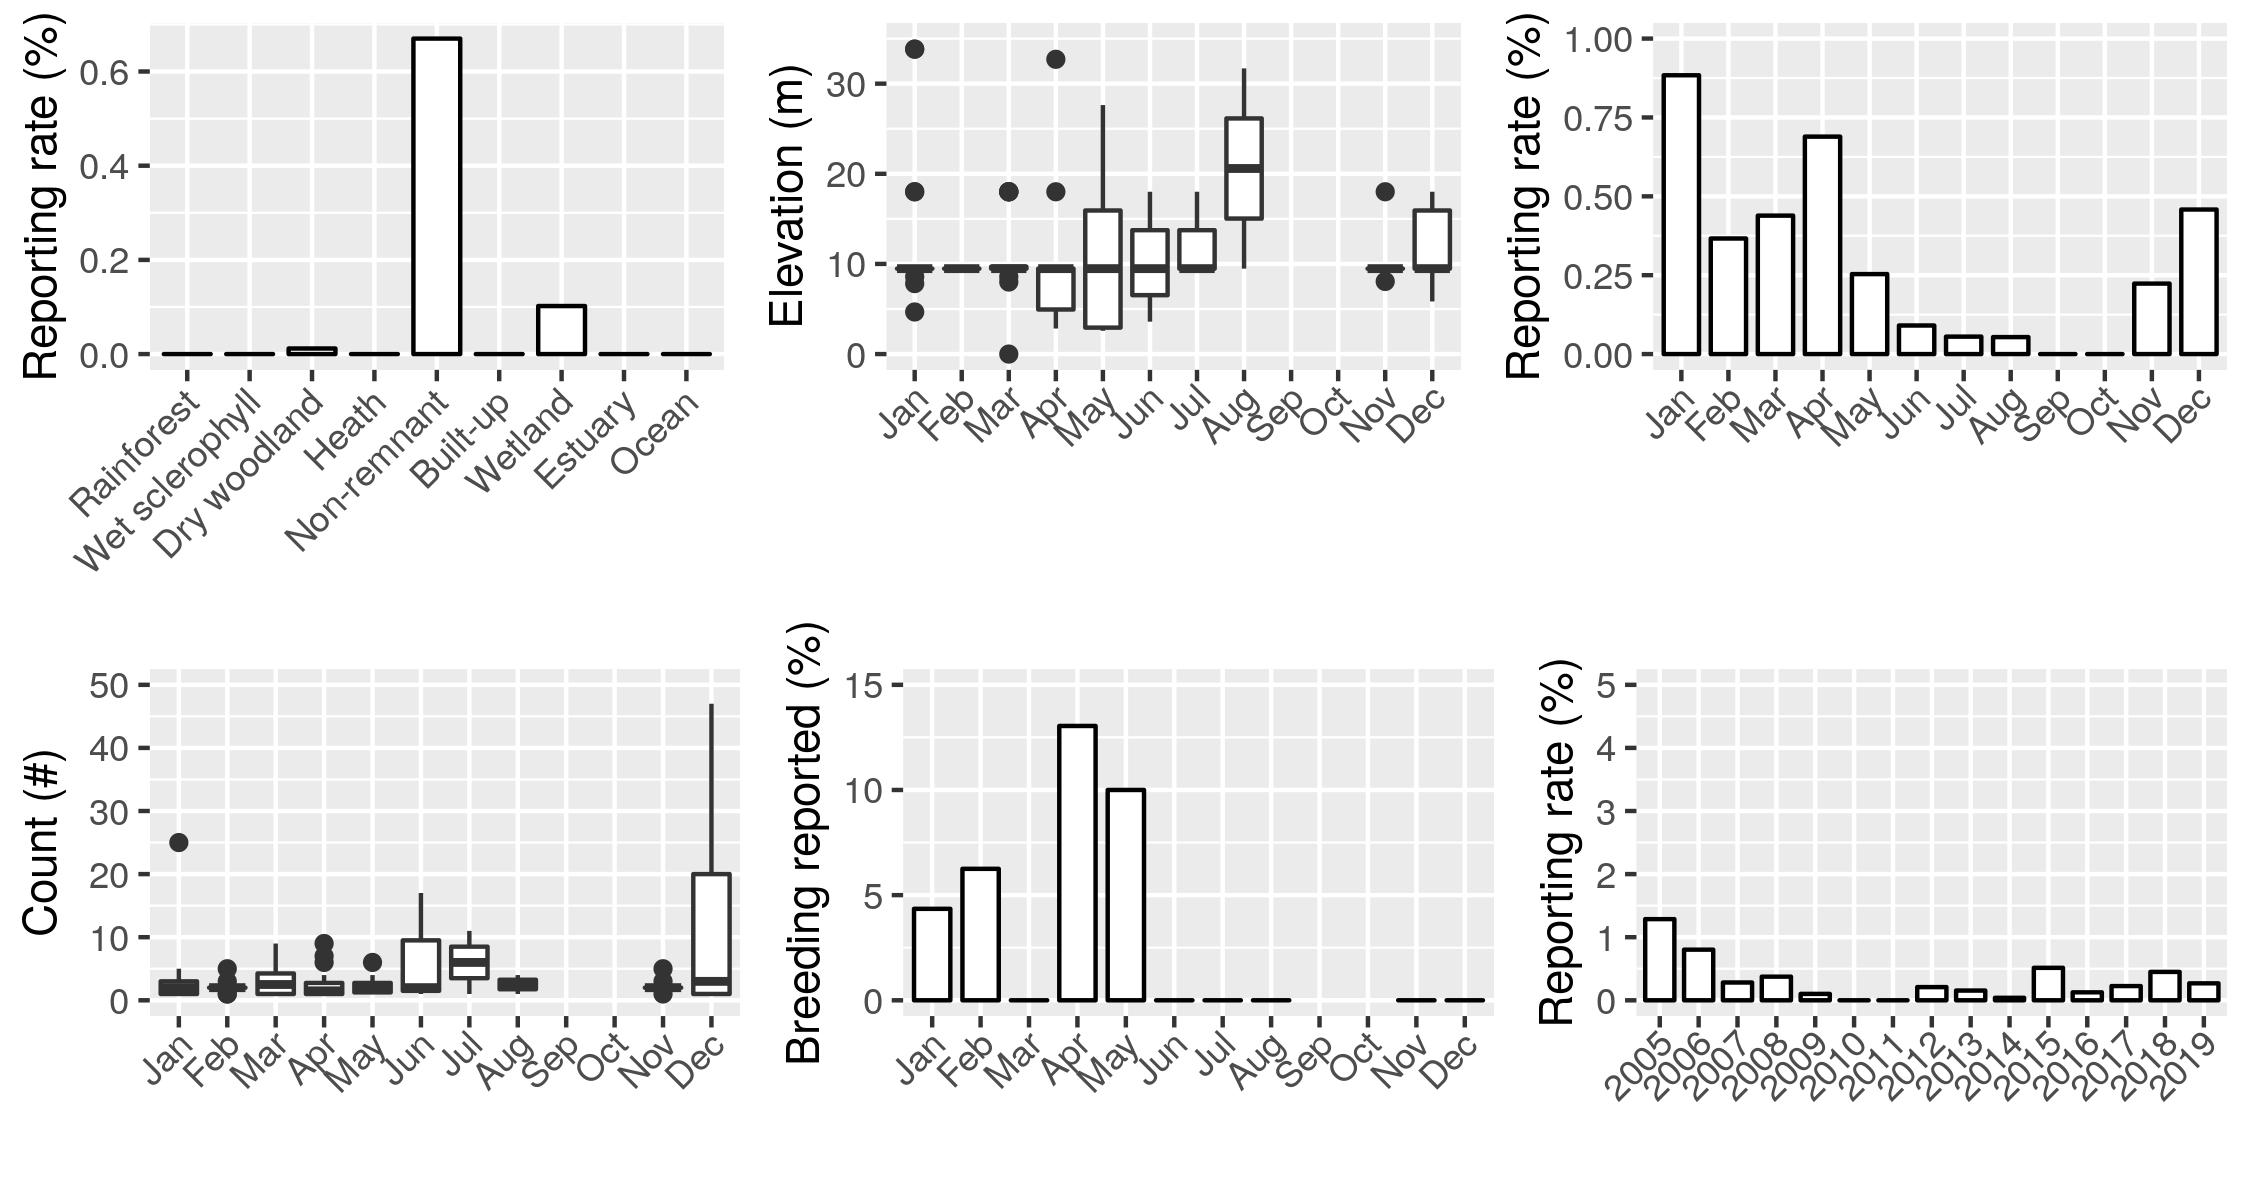 Reporting rate (%)
0.6
0.4
0.2
0.0
Rainforest
Wet sclerophyll
Dry woodland
Heath
Non-remnant
Built-up
Wetland
Estuary
Ocean
Elevation (m)
30
20
10
0
Jan
Feb
Mar
Apr
May
Jun
Jul
Aug
Sep
Oct
Nov
Dec
Reporting rate (%)
1.00
0.75
0.50
0.25
0.00
Jan
Feb
Mar
Apr
May
Jun
Jul
Aug
Sep
Oct
Nov
Dec
Count (#)
50
40
30
20
10
0
Jan
Feb
Mar
Apr
May
Jun
Jul
Aug
Sep
Oct
Nov
Dec
Breeding reported (%)
15
10
5
0
Jan
Feb
Mar
Apr
May
Jun
Jul
Aug
Sep
Oct
Nov
Dec
Reporting rate (%)
5
4
3
2
1
0
2005
2006
2007
2008
2009
2010
2011
2012
2013
2014
2015
2016
2017
2018
2019